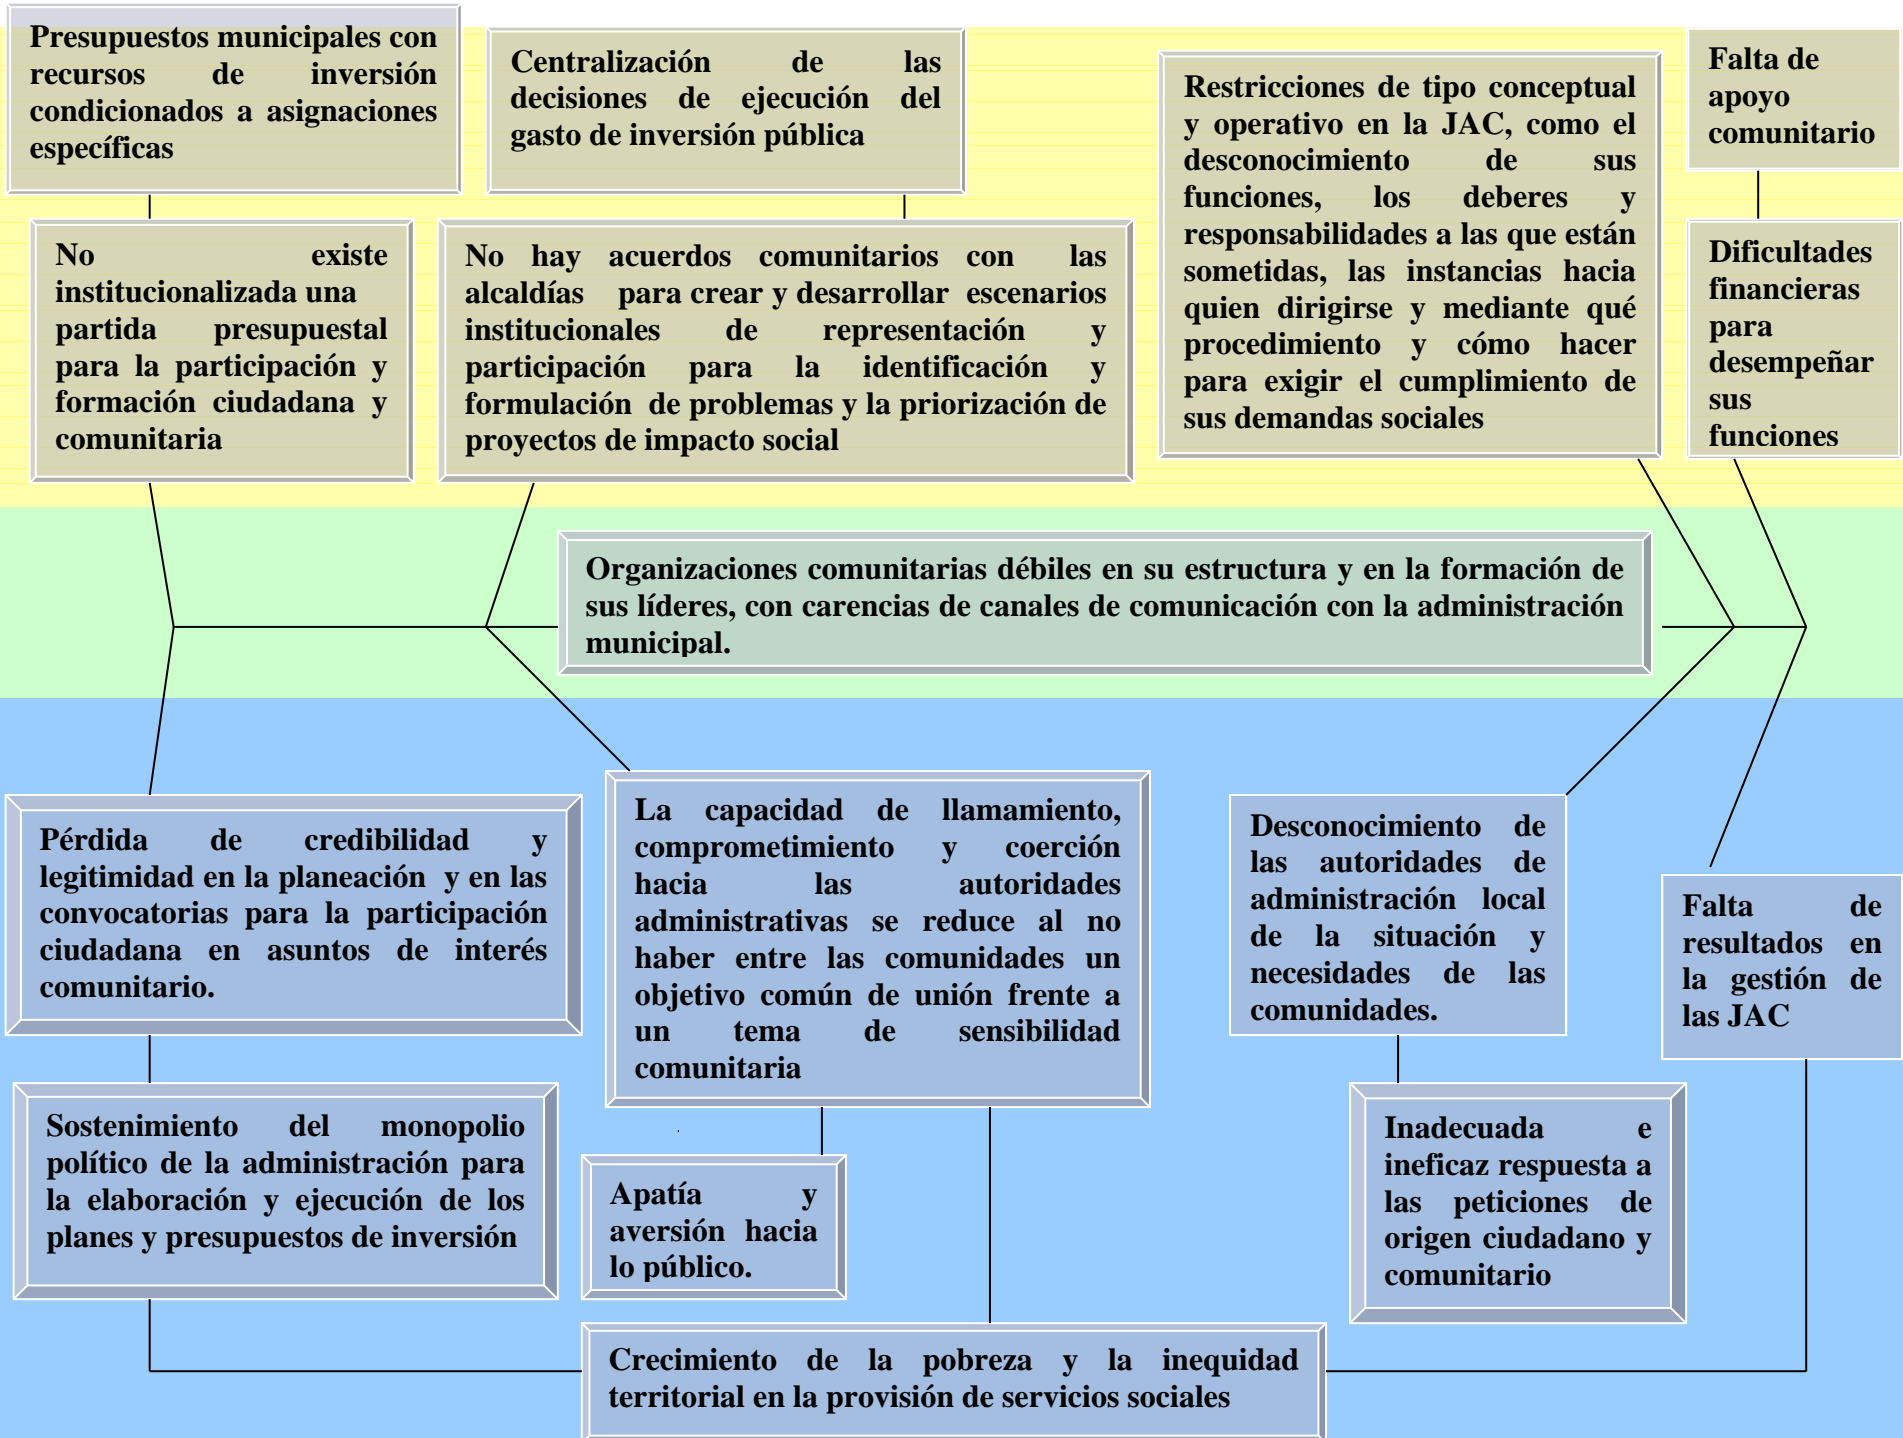 Presupuestos municipales con
recursos de inversión
condicionados a asignaciones
específicas
Centralización de las
decisiones de ejecución del
gasto de inversión pública
Restricciones de tipo conceptual
y operativo en la JAC, como el
desconocimiento de sus
funciones, los deberes y
responsabilidades a las que están
sometidas, las instancias hacia
quien dirigirse y mediante qué
procedimiento y cómo hacer
para exigir el cumplimiento de
sus demandas sociales
Falta de
apoyo
comunitario
No existe
institucionalizada una
partida presupuestal
para la participación y
formación ciudadana y
comunitaria
No hay acuerdos comunitarios con las
alcaldías para crear y desarrollar escenarios
institucionales de representación y
participación para la identificación y
formulación de problemas y la priorización de
proyectos de impacto social
Dificultades
financieras
para
desempeñar
sus
funciones
Organizaciones comunitarias débiles en su estructura y en la formación de
sus líderes, con carencias de canales de comunicación con la administración
municipal.
Pérdida de credibilidad y
legitimidad en la planeación y en las
convocatorias para la participación
ciudadana en asuntos de interés
comunitario.
La capacidad de llamamiento,
comprometimiento y coerción
hacia las autoridades
administrativas se reduce al no
haber entre las comunidades un
objetivo común de unión frente a
un tema de sensibilidad
comunitaria
Desconocimiento de
las autoridades de
administración local
de la situación y
necesidades de las
comunidades.
Falta de
resultados en
la gestión de
las JAC
Sostenimiento del monopolio
político de la administración para
la elaboración y ejecución de los
planes y presupuestos de inversión
Apatía y
aversión hacia
lo público.
Inadecuada e
ineficaz respuesta a
las peticiones de
origen ciudadano y
comunitario
Crecimiento de la pobreza y la inequidad
territorial en la provisión de servicios sociales